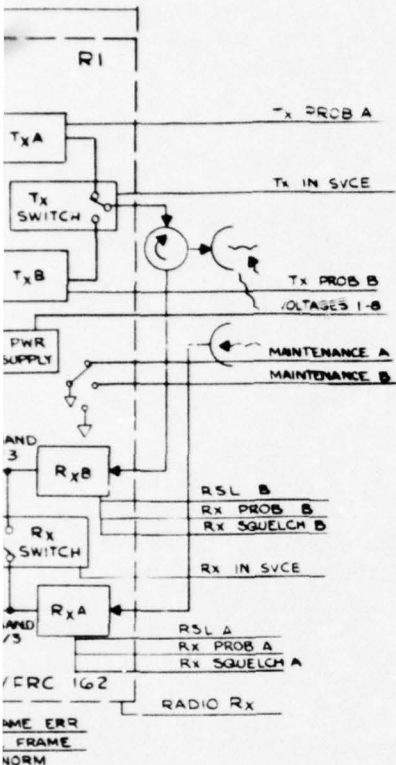 R1
Tx PROB A
TxA
Tx IN SVCE
Tx
SWITCH
TxB
Tx PROB B
VOLTAGES 1-8
PWR
SUPPLY
MAINTENANCE A
MAINTENANCE B
AND
3
RxB
RSL B
Rx PROB B
Rx SQUELCH B
Rx
SWITCH
Rx IN SVCE
RxA
AND
/3
RSL A
Rx PROB A
Rx SQUELCH A
/FRC 162
RADIO Rx
AME ERR
FRAME
NORM